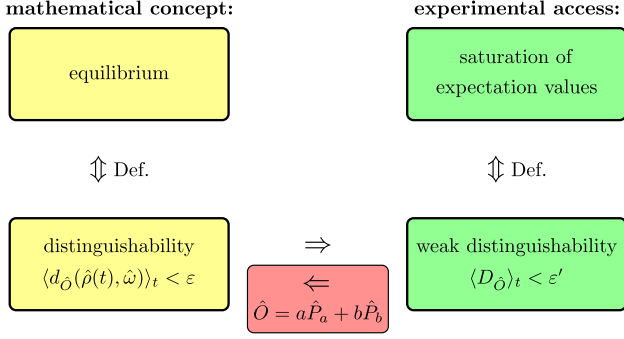 mathematical concept:
experimental access:
equilibrium
saturation of
expectation values
⇕ Def.
⇕ Def.
distinguishability
⟨d_Ô(ρ̂(t), ω̂)⟩_t < ε
⇒
⇐
Ô = aP̂_a + bP̂_b
weak distinguishability
⟨D_Ô⟩_t < ε′